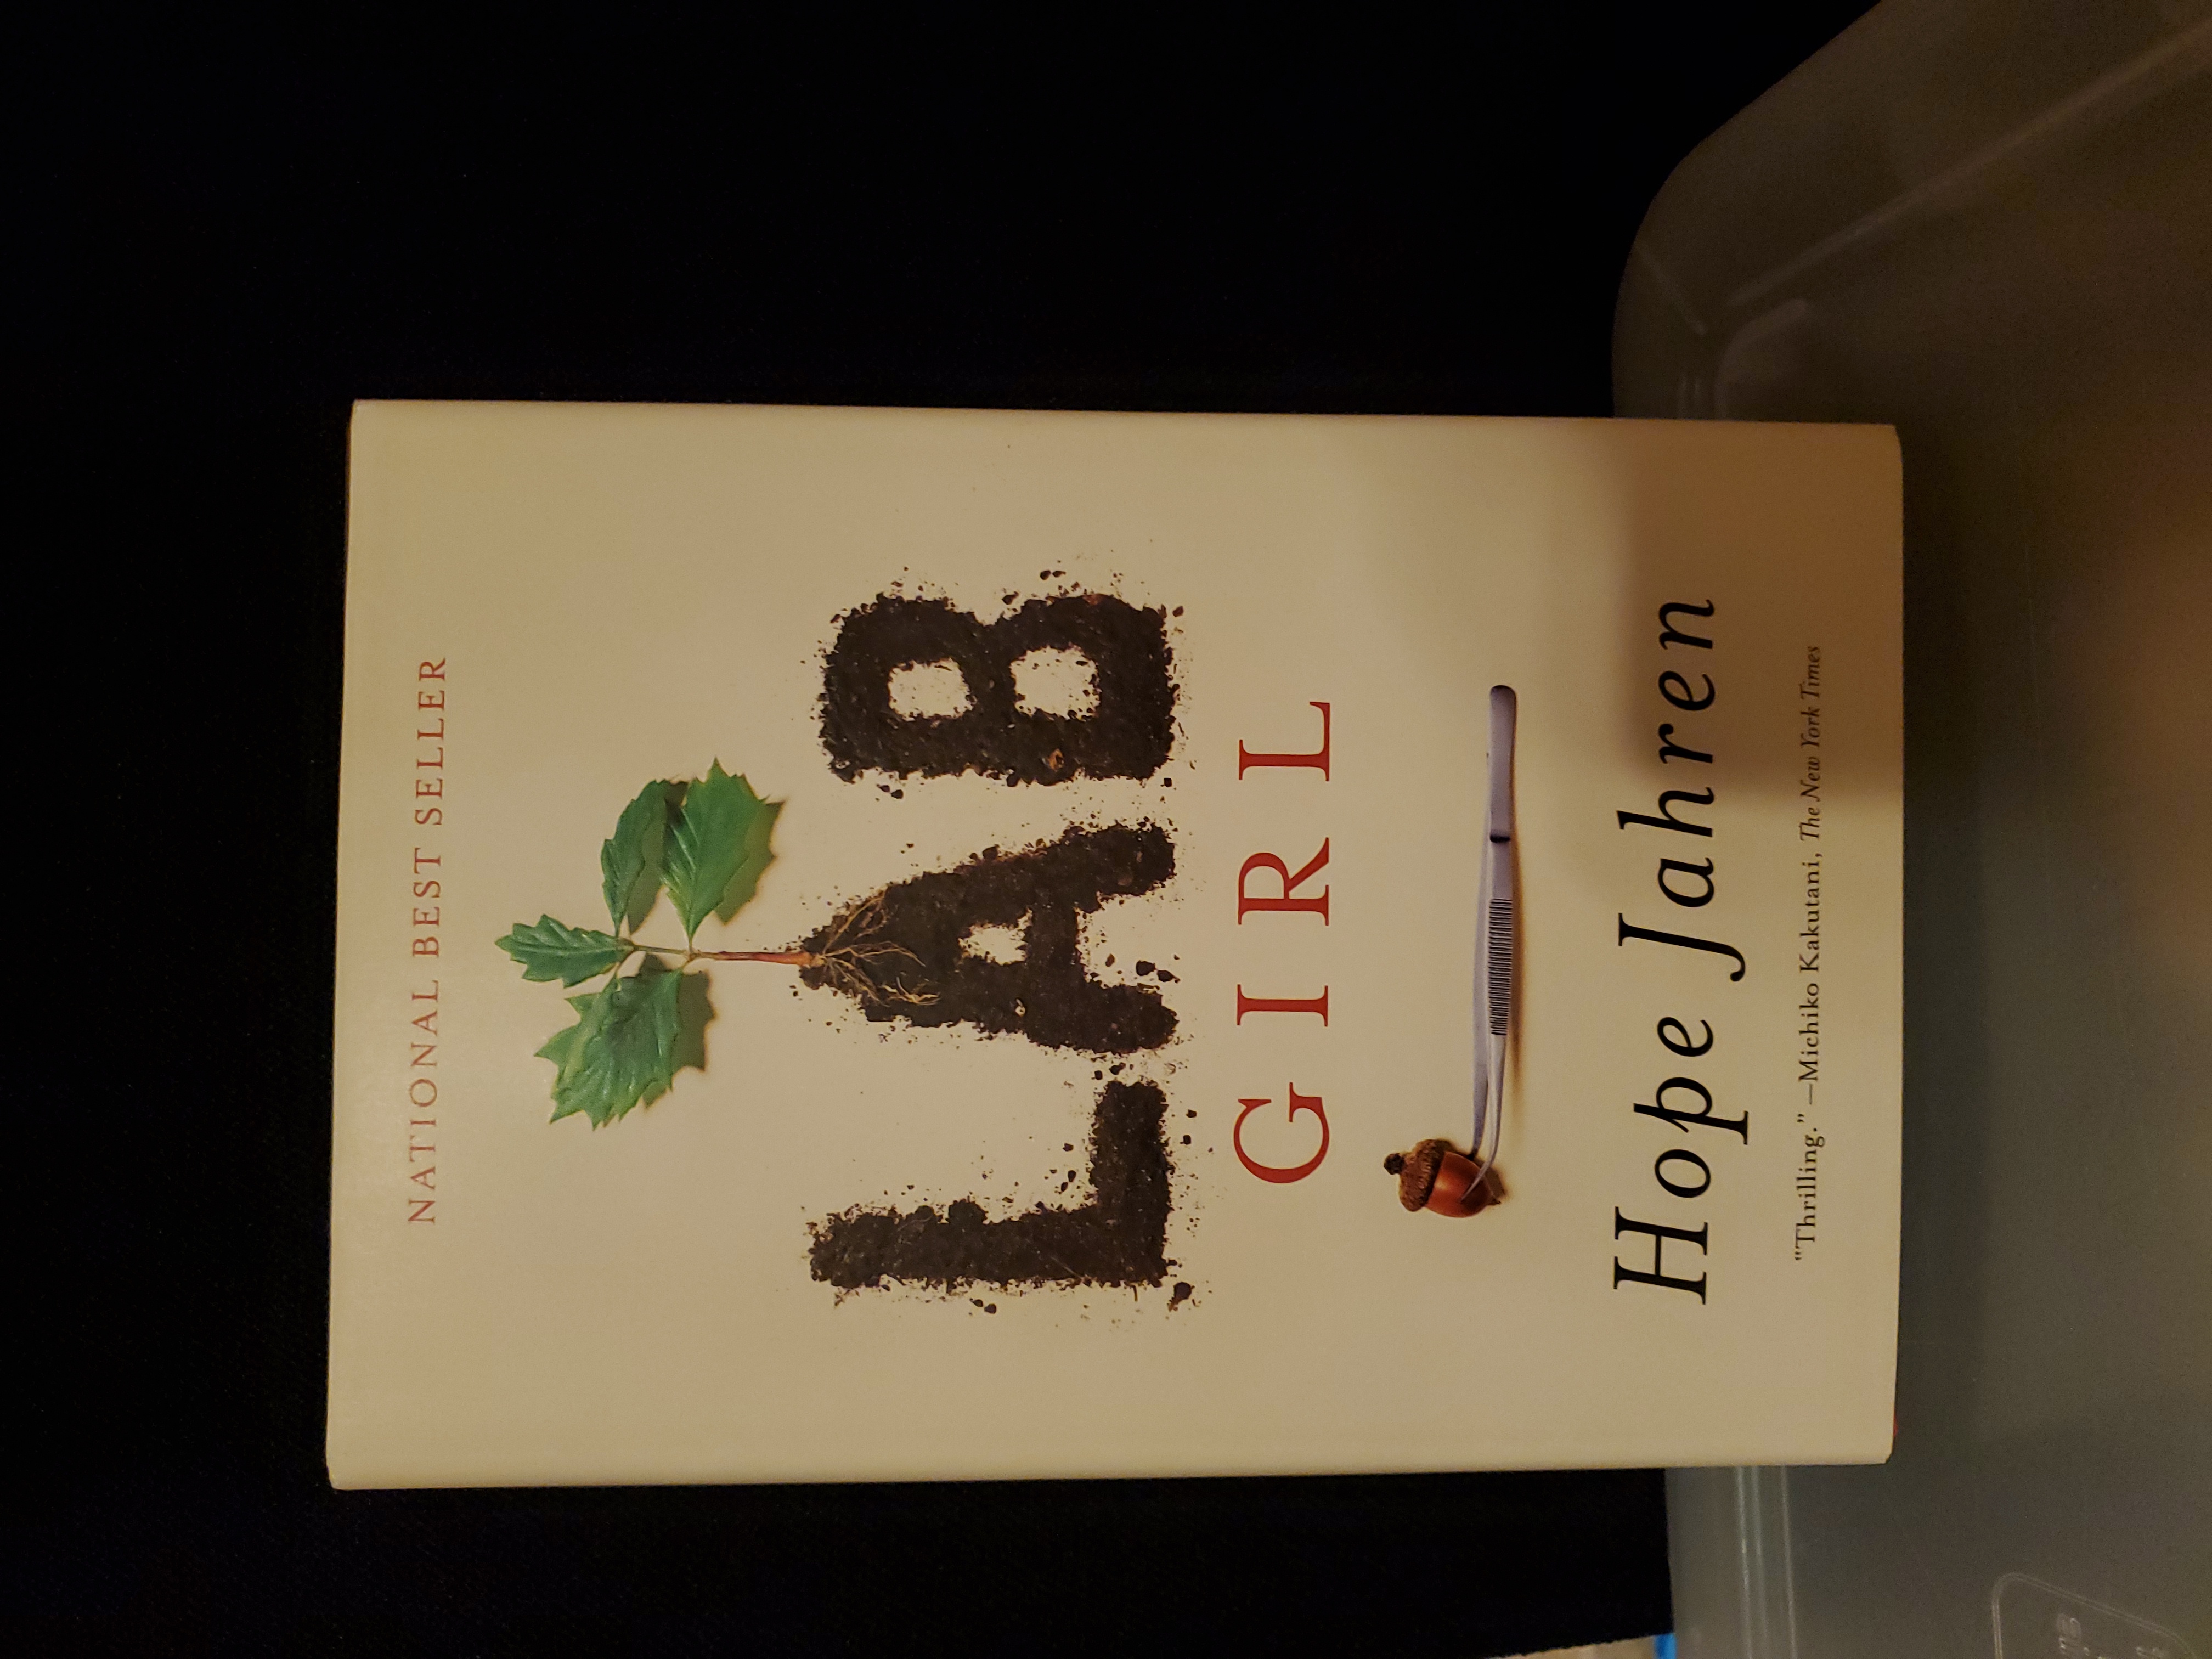 NATIONAL BEST SELLER
LAB
GIRL
Hope Jahren
"Thrilling." —Michiko Kakutani, The New York Times